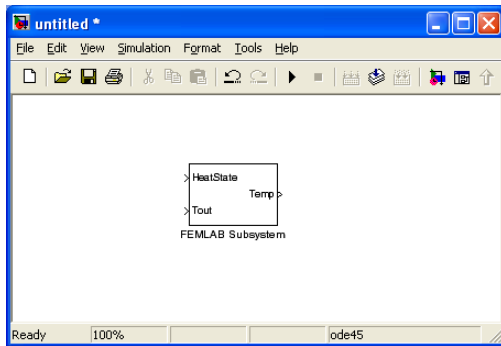 untitled *
File Edit View Simulation Format Tools Help
HeatState
Temp
Tout
FEMLAB Subsystem
Ready 100% ode45